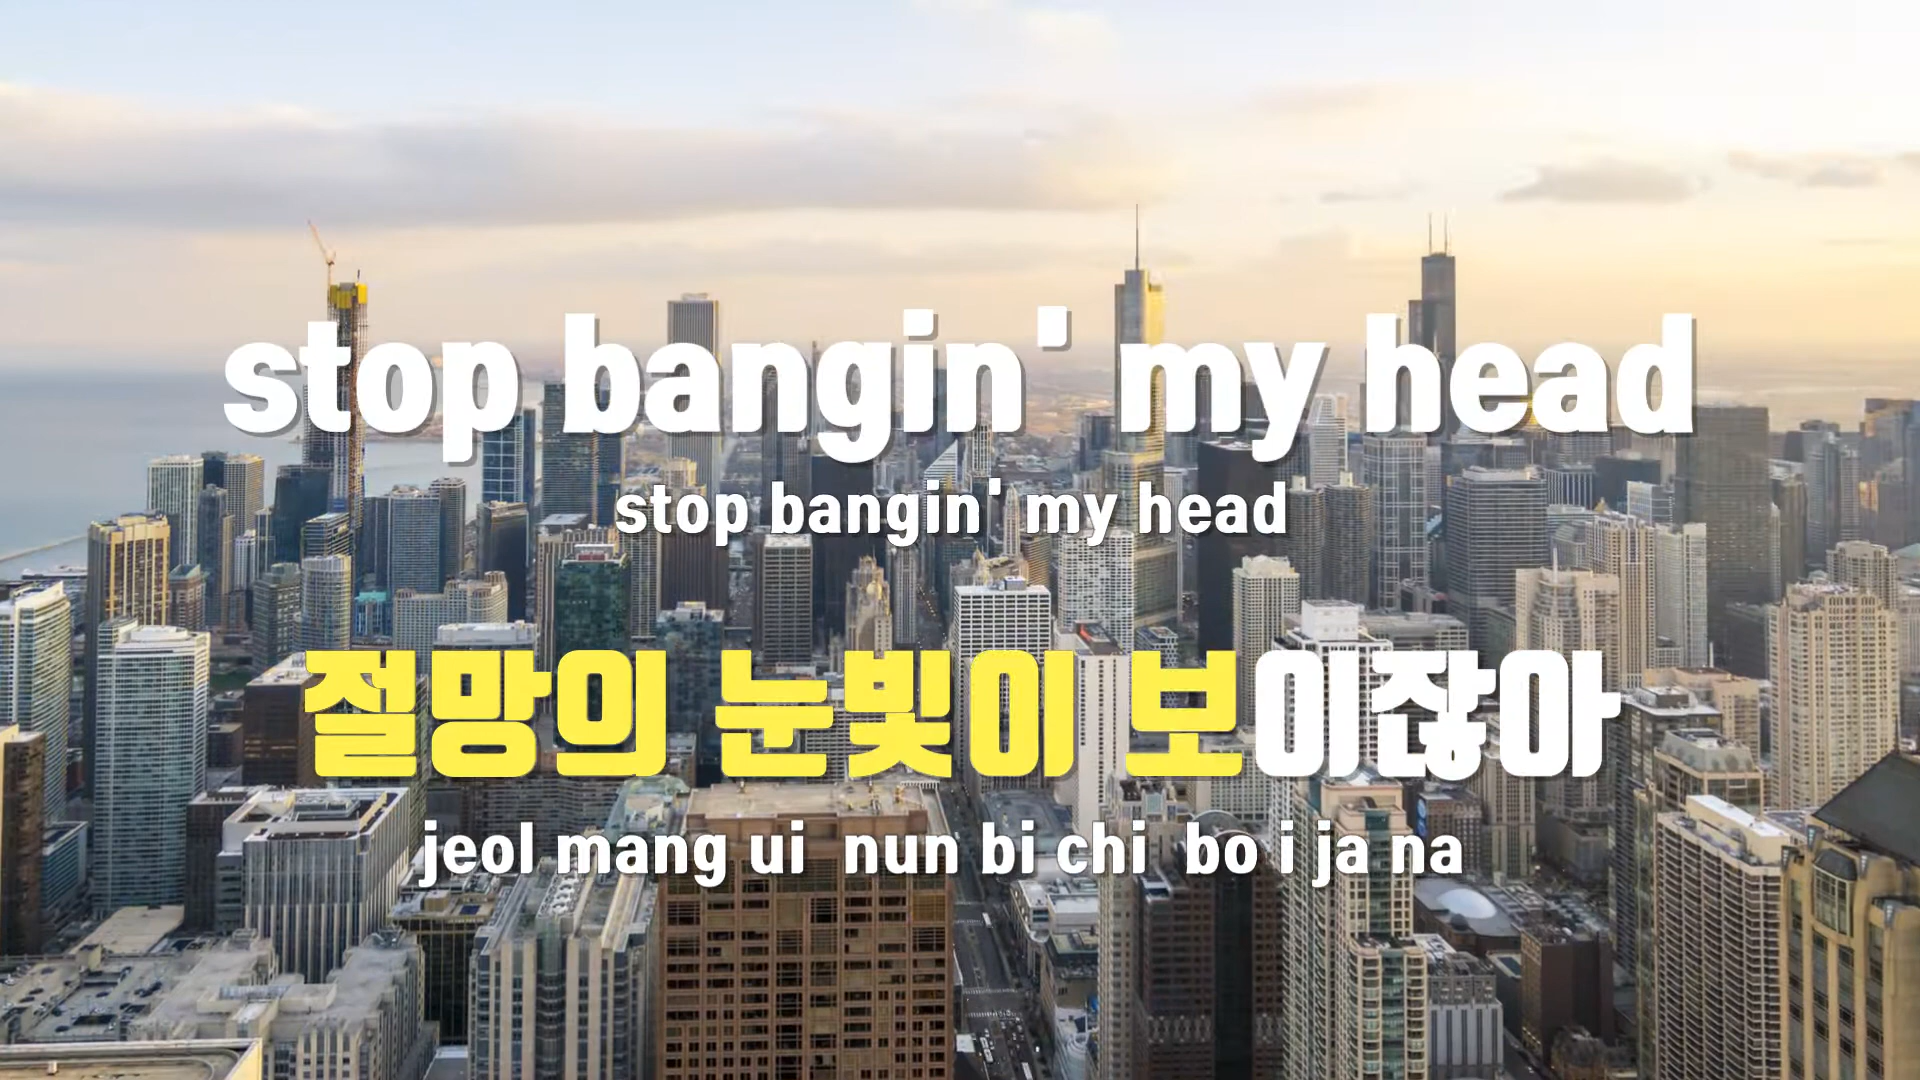 stop bangin' my head
stop bangin' my head
절망의 눈빛이 보이잖아
jeol mang ui nun bi chi bo i ja na